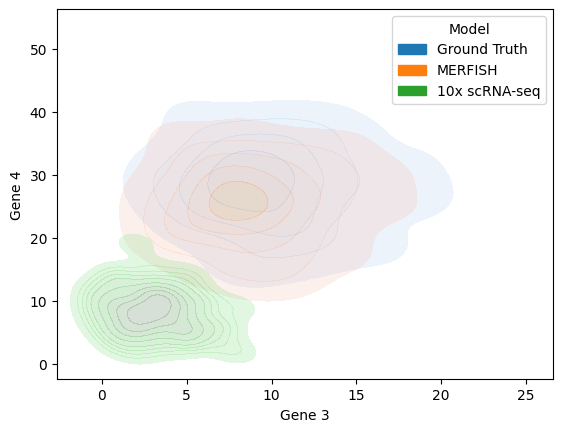 Model
Ground Truth
MERFISH
10x scRNA-seq
50
40
30
20
10
0
Gene 4
0 5 10 15 20 25
Gene 3